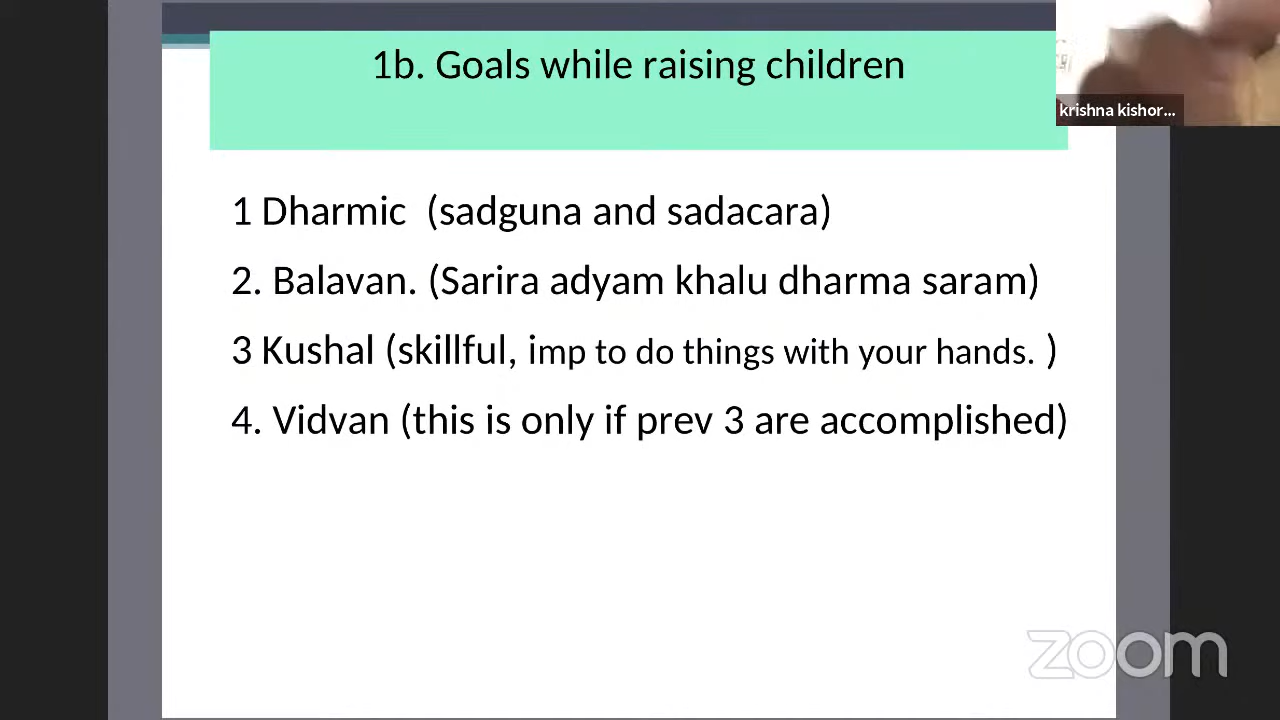 1b. Goals while raising children
krishna kishor...
1 Dharmic (sadguna and sadacara)
2. Balavan. (Sarira adyam khalu dharma saram)
3 Kushal (skillful, imp to do things with your hands. )
4. Vidvan (this is only if prev 3 are accomplished)
zoom